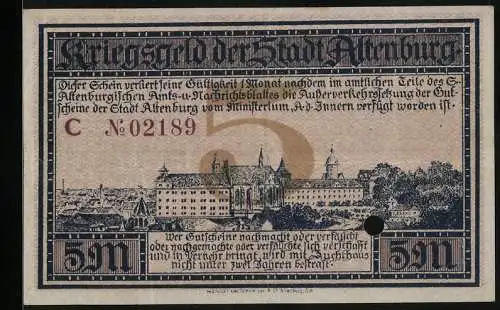 Kriegsgeld der Stadt Altenburg
Dieser Schein verliert seine Gültigkeit 1 Monat nachdem im amtlichen Teile des S.-
Altenburgischen Amts-u-Nachrichtsblattes die Außerverkehrsetzung der Gut-
scheine der Stadt Altenburg vom Ministerium, A·d·Innern verfügt worden ist·
C No 02189
5
5M
Wer Gutscheine nachmacht oder verfälscht
oder nachgemachte oder verfälschte sich verschafft
und in Verkehr bringt, wird mit Zuchthaus
nicht unter zwei Jahren bestraft·
5M